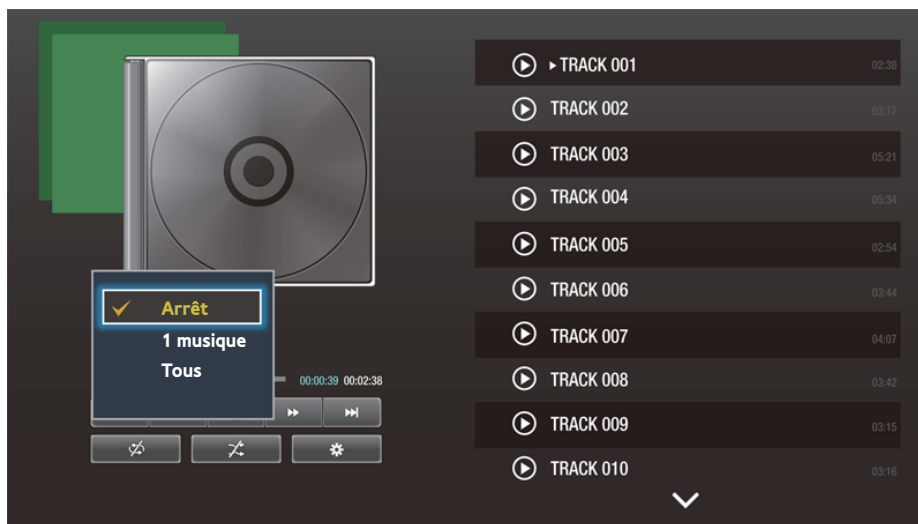 Arrêt
1 musique
Tous
00:00:39 00:02:38
▸TRACK 001 02:38
TRACK 002 03:17
TRACK 003 05:21
TRACK 004 05:34
TRACK 005 02:54
TRACK 006 03:44
TRACK 007 04:07
TRACK 008 03:42
TRACK 009 03:15
TRACK 010 03:16